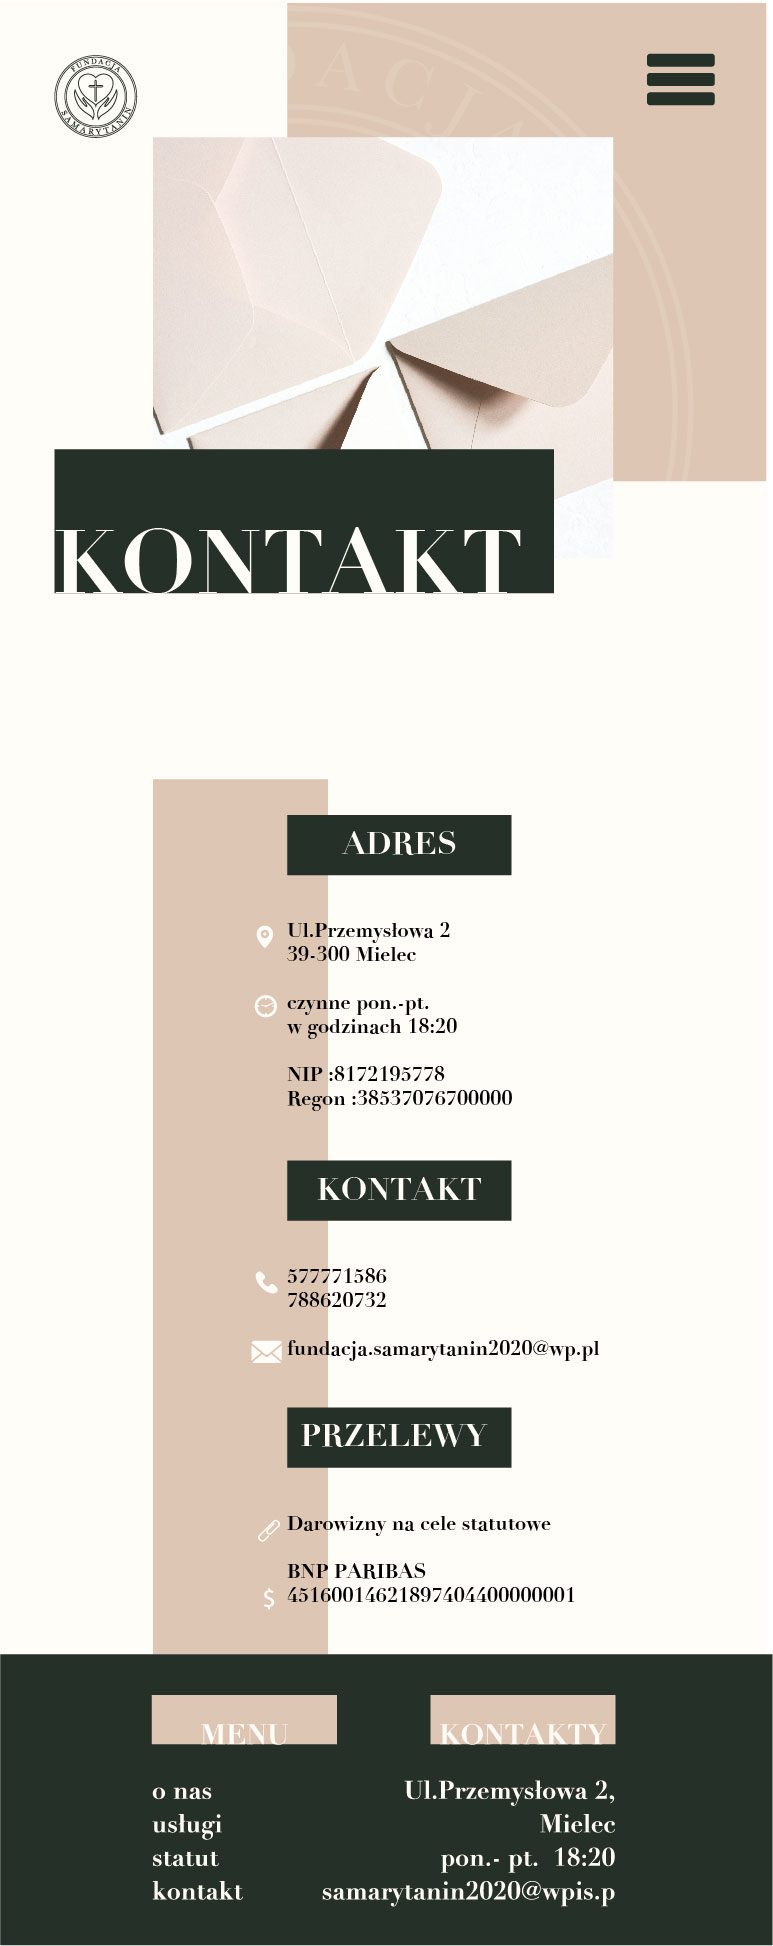 FUNDACJA
SAMARYTANIN
DACJA
KONTAKT
ADRES
Ul.Przemysłowa 2
39-300 Mielec
czynne pon.-pt.
w godzinach 18:20
NIP :8172195778
Regon :38537076700000
KONTAKT
577771586
788620732
fundacja.samarytanin2020@wp.pl
PRZELEWY
Darowizny na cele statutowe
BNP PARIBAS
45160014621897404400000001
MENU
o nas
usługi
statut
kontakt
KONTAKTY
Ul.Przemysłowa 2,
Mielec
pon.- pt.  18:20
samarytanin2020@wpis.p